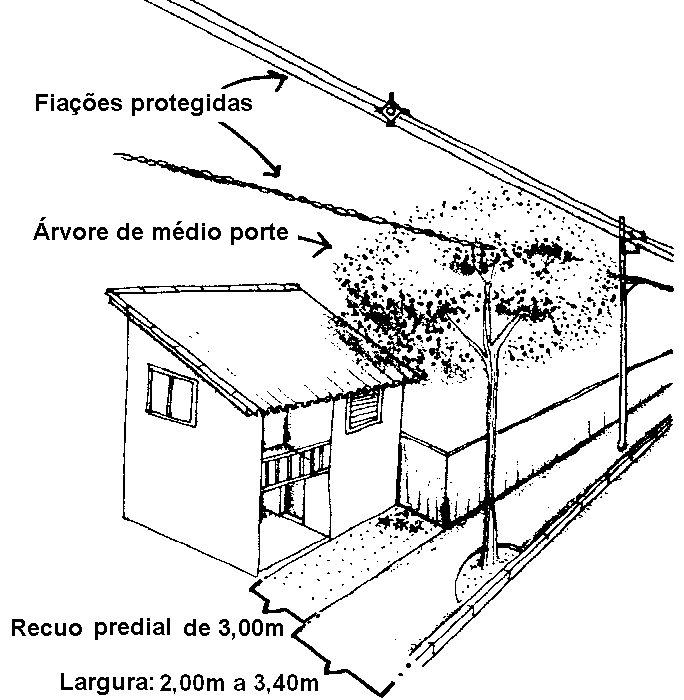 Fiações protegidas
Árvore de médio porte
Recuo predial de 3,00m
Largura: 2,00m a 3,40m